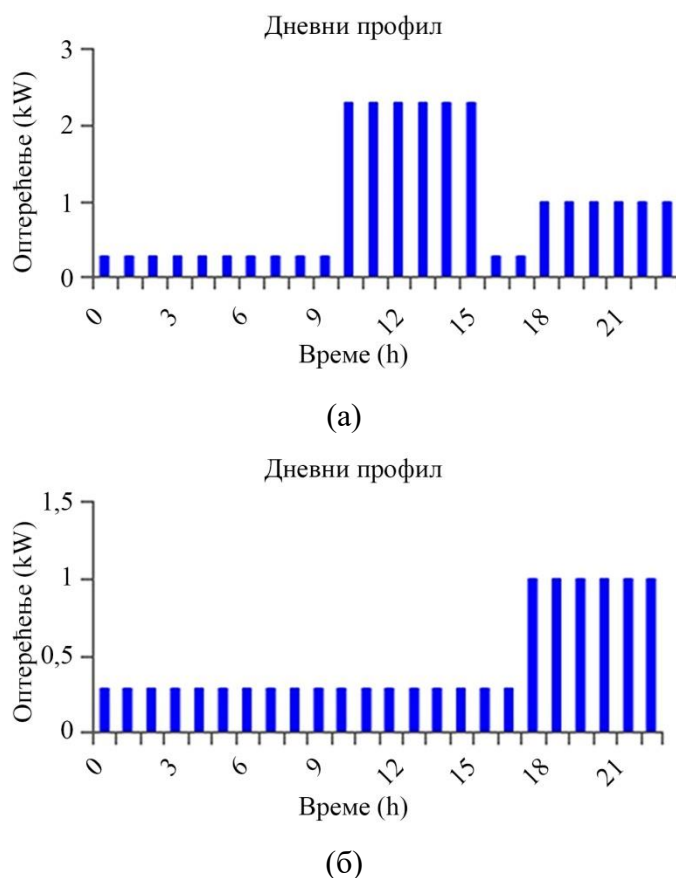 Дневни профил
3
2
1
0
Оптерећење (kW)
0 3 6 9 12 15 18 21
Време (h)
(а)
Дневни профил
1,5
1
0,5
0
Оптерећење (kW)
0 3 6 9 12 15 18 21
Време (h)
(б)